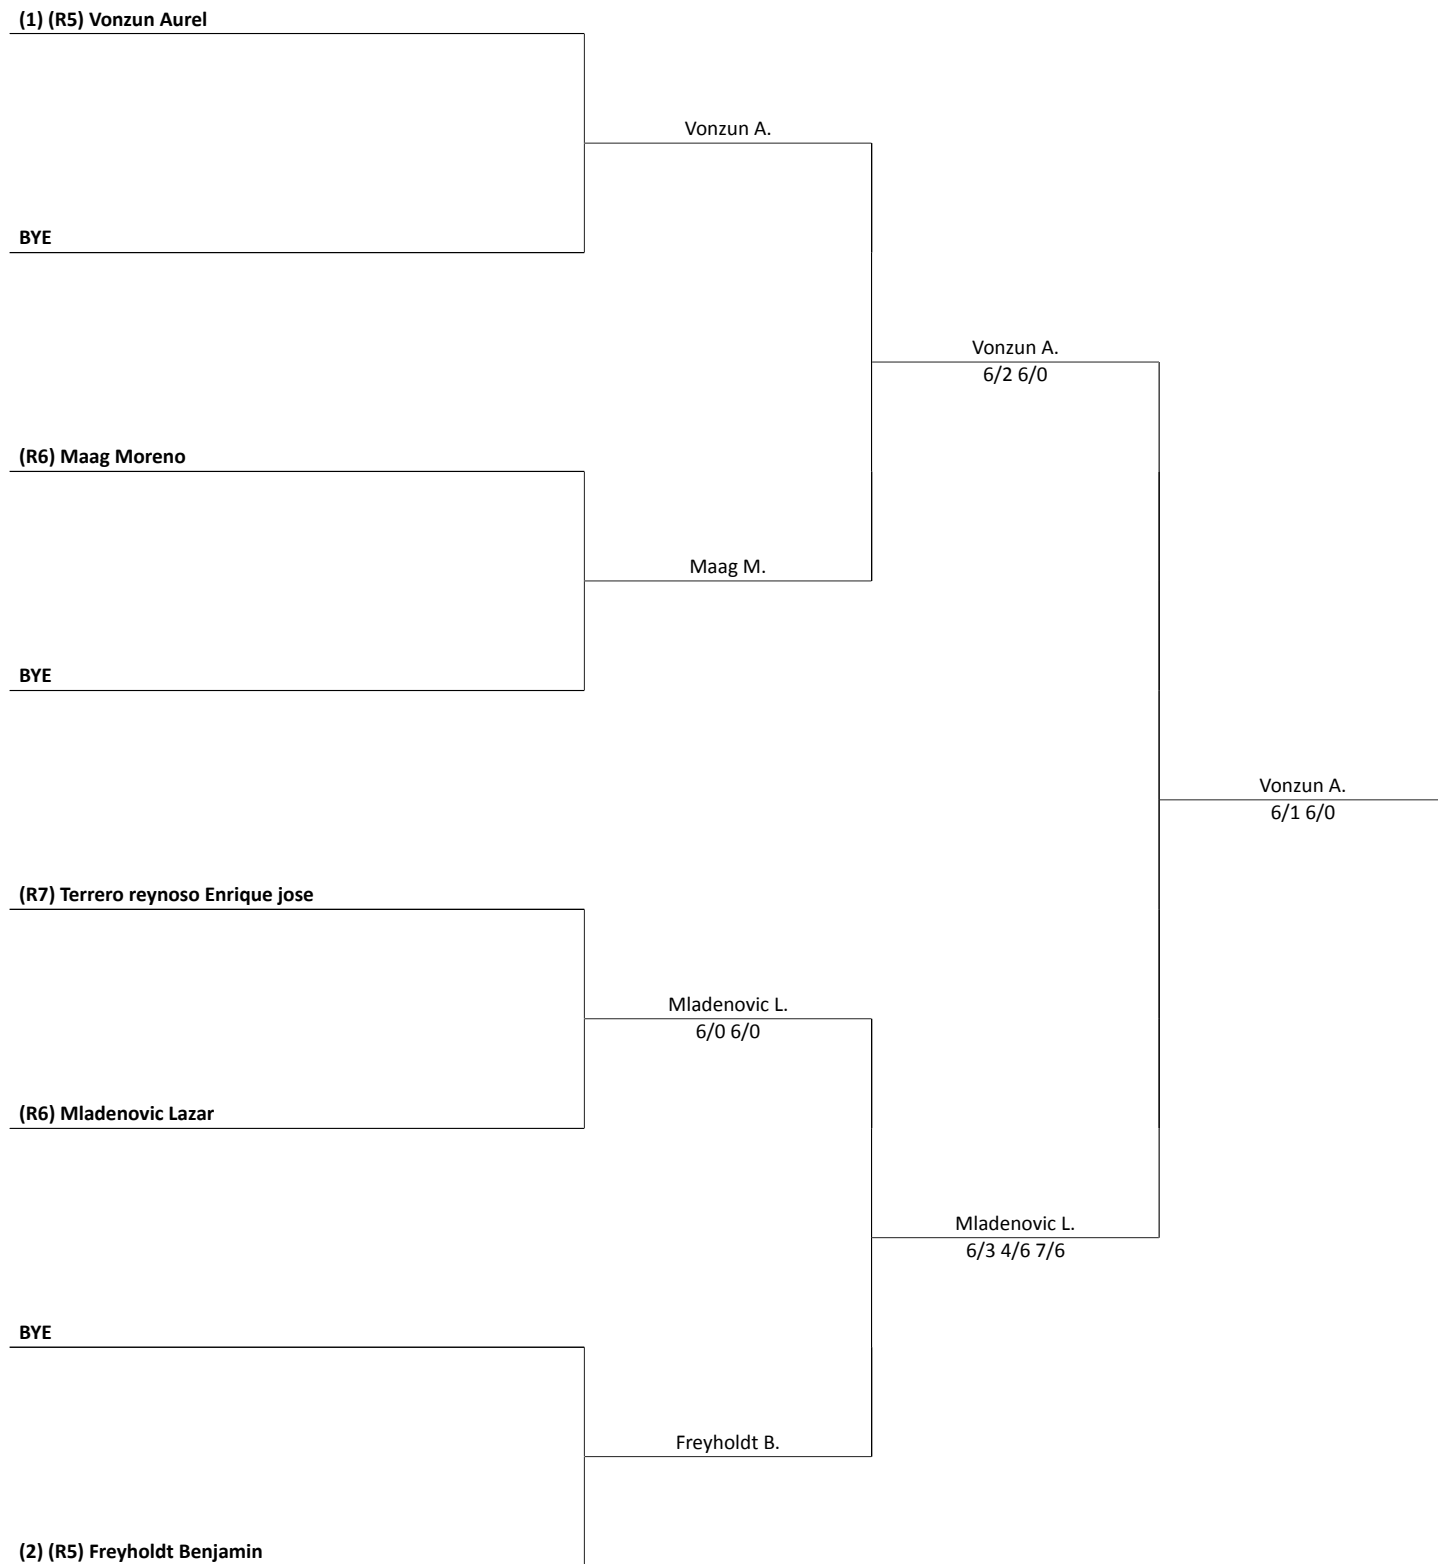 (1) (R5) Vonzun Aurel
Vonzun A.
BYE
Vonzun A.
6/2 6/0
(R6) Maag Moreno
Maag M.
BYE
Vonzun A.
6/1 6/0
(R7) Terrero reynoso Enrique jose
Mladenovic L.
6/0 6/0
(R6) Mladenovic Lazar
Mladenovic L.
6/3 4/6 7/6
BYE
Freyholdt B.
(2) (R5) Freyholdt Benjamin